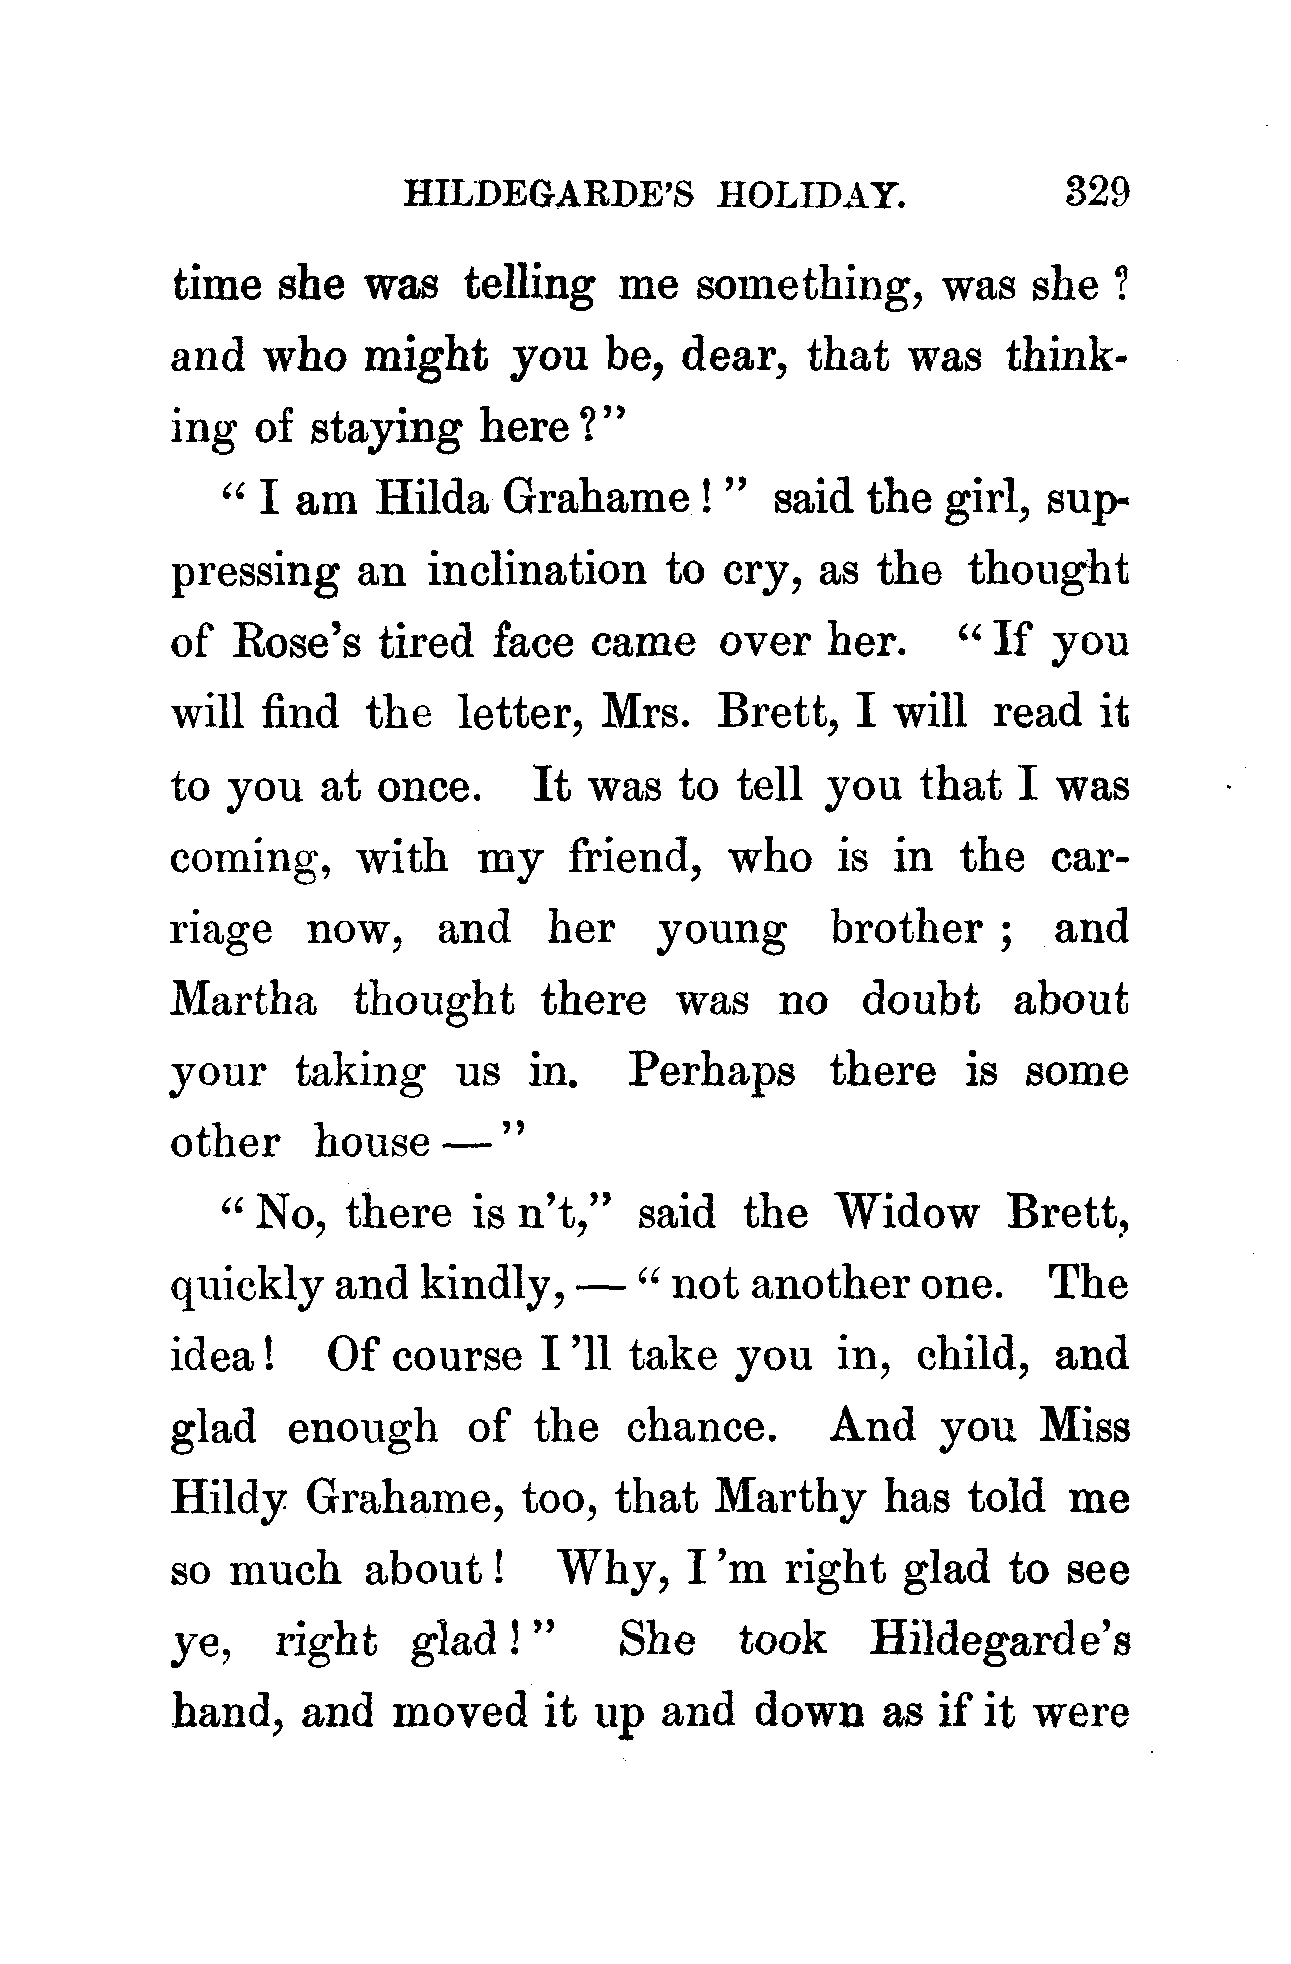 HILDEGARDE'S HOLIDAY. 329
time she was telling me something, was she ?
and who might you be, dear, that was think-
ing of staying here ?"
" I am Hilda Grahame ! " said the girl, sup-
pressing an inclination to cry, as the thought
of Rose's tired face came over her. " If you
will find the letter, Mrs. Brett, I will read it
to you at once. It was to tell you that I was
coming, with my friend, who is in the car-
riage now, and her young brother ; and
Martha thought there was no doubt about
your taking us in. Perhaps there is some
other house — "
" No, there is n't," said the Widow Brett,
quickly and kindly, — " not another one. The
idea ! Of course I 'll take you in, child, and
glad enough of the chance. And you Miss
Hildy Grahame, too, that Marthy has told me
so much about ! Why, I 'm right glad to see
ye, right glad ! " She took Hildegarde's
hand, and moved it up and down as if it were